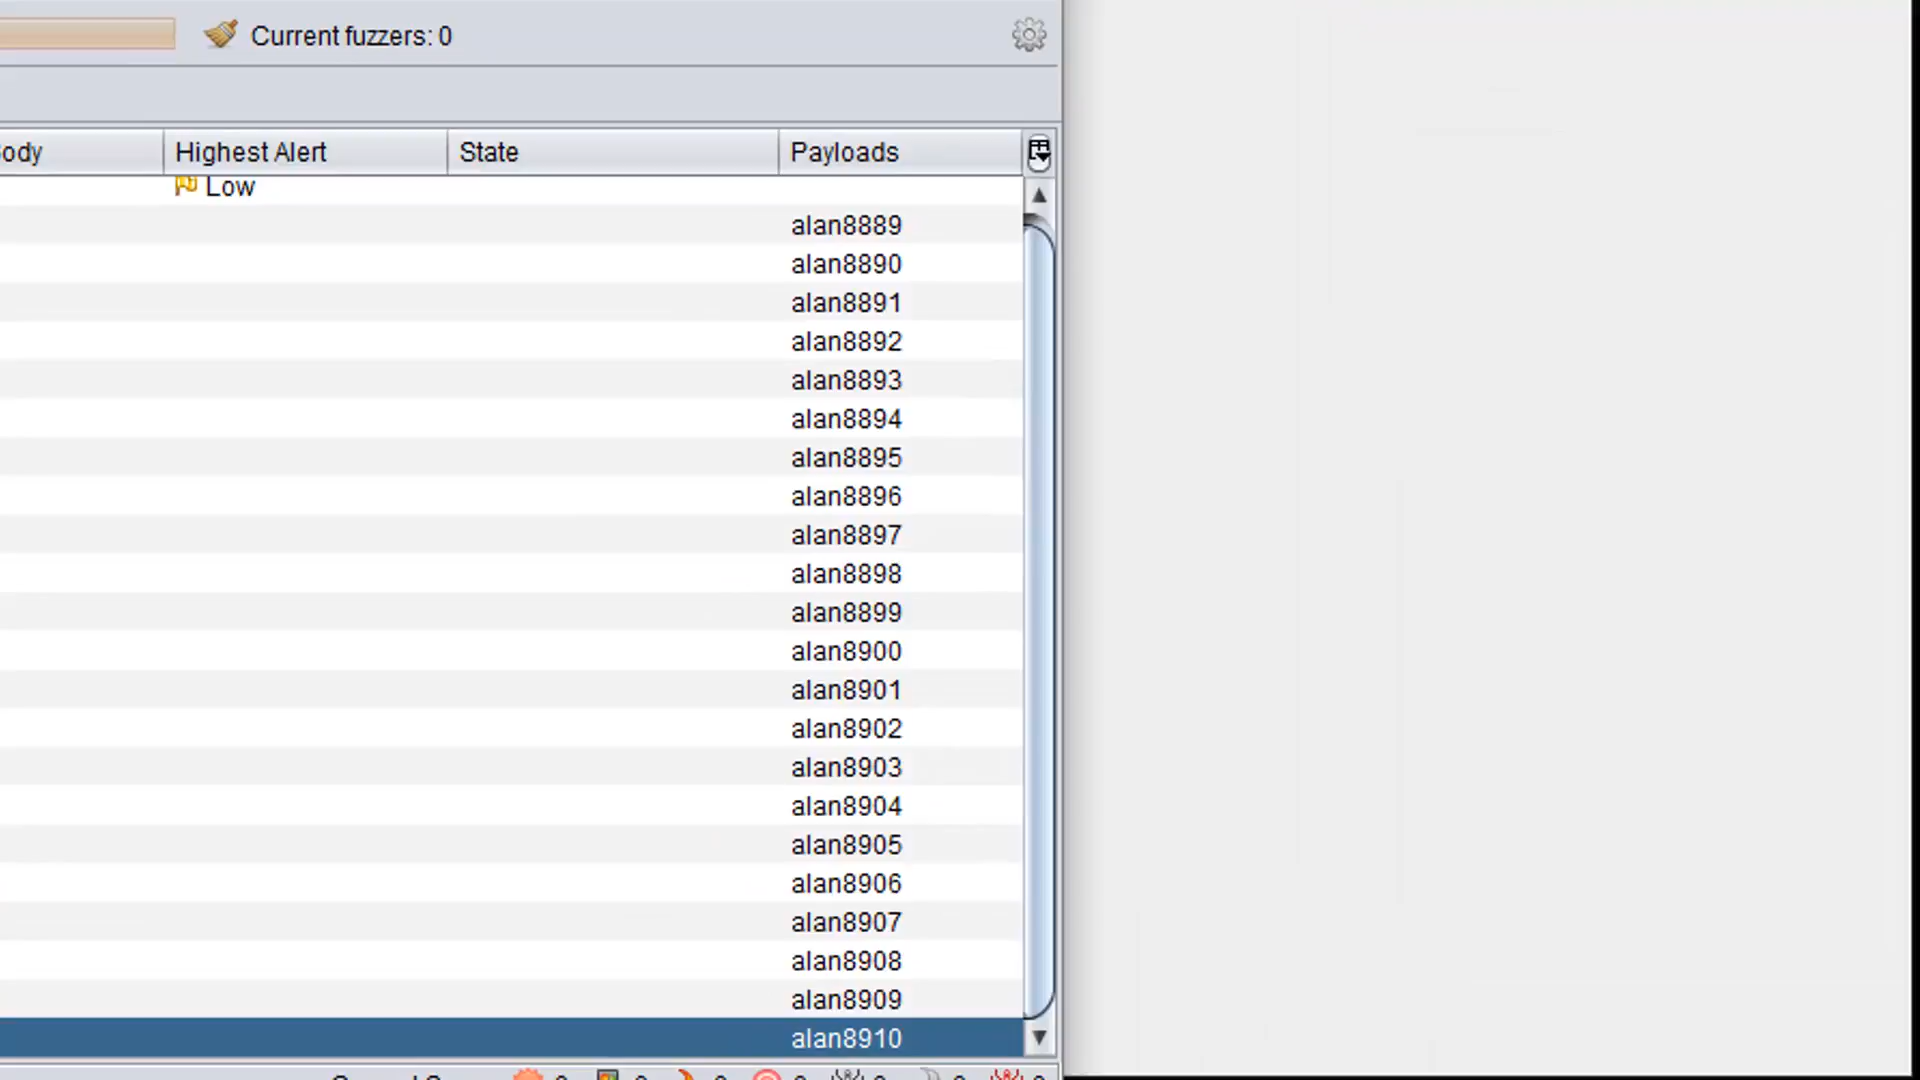 Current fuzzers: 0
ody Highest Alert State Payloads
Low
alan8889
alan8890
alan8891
alan8892
alan8893
alan8894
alan8895
alan8896
alan8897
alan8898
alan8899
alan8900
alan8901
alan8902
alan8903
alan8904
alan8905
alan8906
alan8907
alan8908
alan8909
alan8910